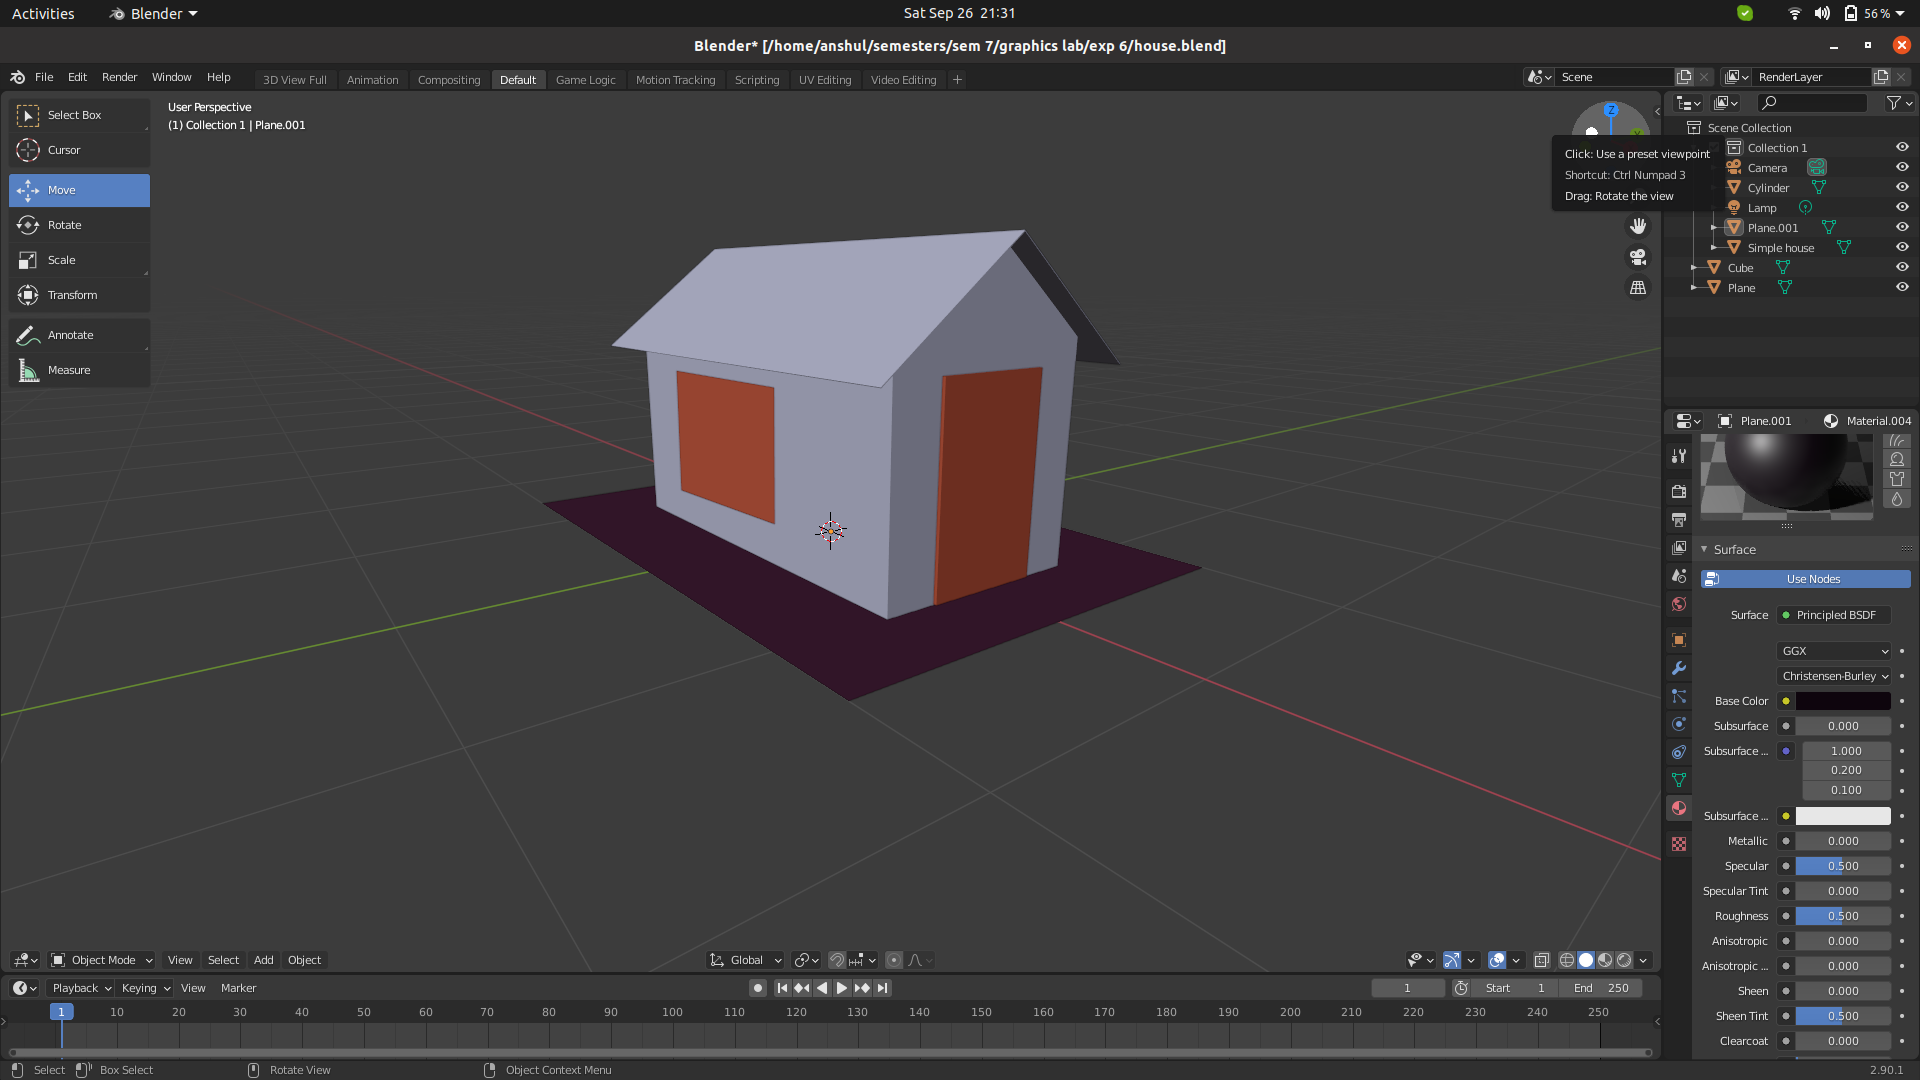 Activities Blender Sat Sep 26 21:31 56 %
Blender* [/home/anshul/semesters/sem 7/graphics lab/exp 6/house.blend]
File Edit Render Window Help 3D View Full Animation Compositing Default Game Logic Motion Tracking Scripting UV Editing Video Editing + Scene RenderLayer
Select Box
Cursor
Move
Rotate
Scale
Transform
Annotate
Measure
User Perspective
(1) Collection 1 | Plane.001
Z
Click: Use a preset viewpoint
Shortcut: Ctrl Numpad 3
Drag: Rotate the view
Scene Collection
Collection 1
Camera
Cylinder
Lamp
Plane.001
Simple house
Cube
Plane
Plane.001 Material.004
Surface
Use Nodes
Surface Principled BSDF
GGX
Christensen-Burley
Base Color
Subsurface 0.000
Subsurface ... 1.000
0.200
0.100
Subsurface ...
Metallic 0.000
Specular 0.500
Specular Tint 0.000
Roughness 0.500
Anisotropic 0.000
Anisotropic ... 0.000
Sheen 0.000
Sheen Tint 0.500
Clearcoat 0.000
Object Mode View Select Add Object Global
Playback Keying View Marker 1 Start 1 End 250
1 10 20 30 40 50 60 70 80 90 100 110 120 130 140 150 160 170 180 190 200 210 220 230 240 250
Select Box Select Rotate View Object Context Menu 2.90.1